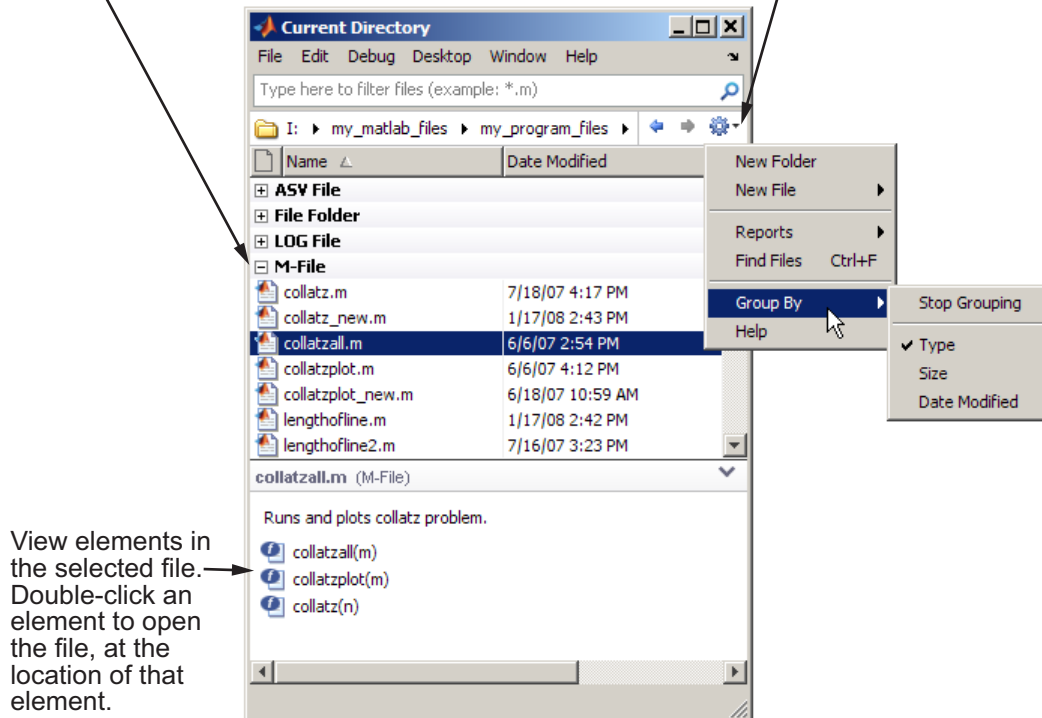 Current Directory
File Edit Debug Desktop Window Help
Type here to filter files (example: *.m)
I: my_matlab_files my_program_files
Name Date Modified
ASV File
File Folder
LOG File
M-File
collatz.m 7/18/07 4:17 PM
collatz_new.m 1/17/08 2:43 PM
collatzall.m 6/6/07 2:54 PM
collatzplot.m 6/6/07 4:12 PM
collatzplot_new.m 6/18/07 10:59 AM
lengthofline.m 1/17/08 2:42 PM
lengthofline2.m 7/16/07 3:23 PM
New Folder
New File
Reports
Find Files Ctrl+F
Group By
Help
Stop Grouping
Type
Size
Date Modified
collatzall.m (M-File)
Runs and plots collatz problem.
collatzall(m)
collatzplot(m)
collatz(n)
View elements in
the selected file.
Double-click an
element to open
the file, at the
location of that
element.